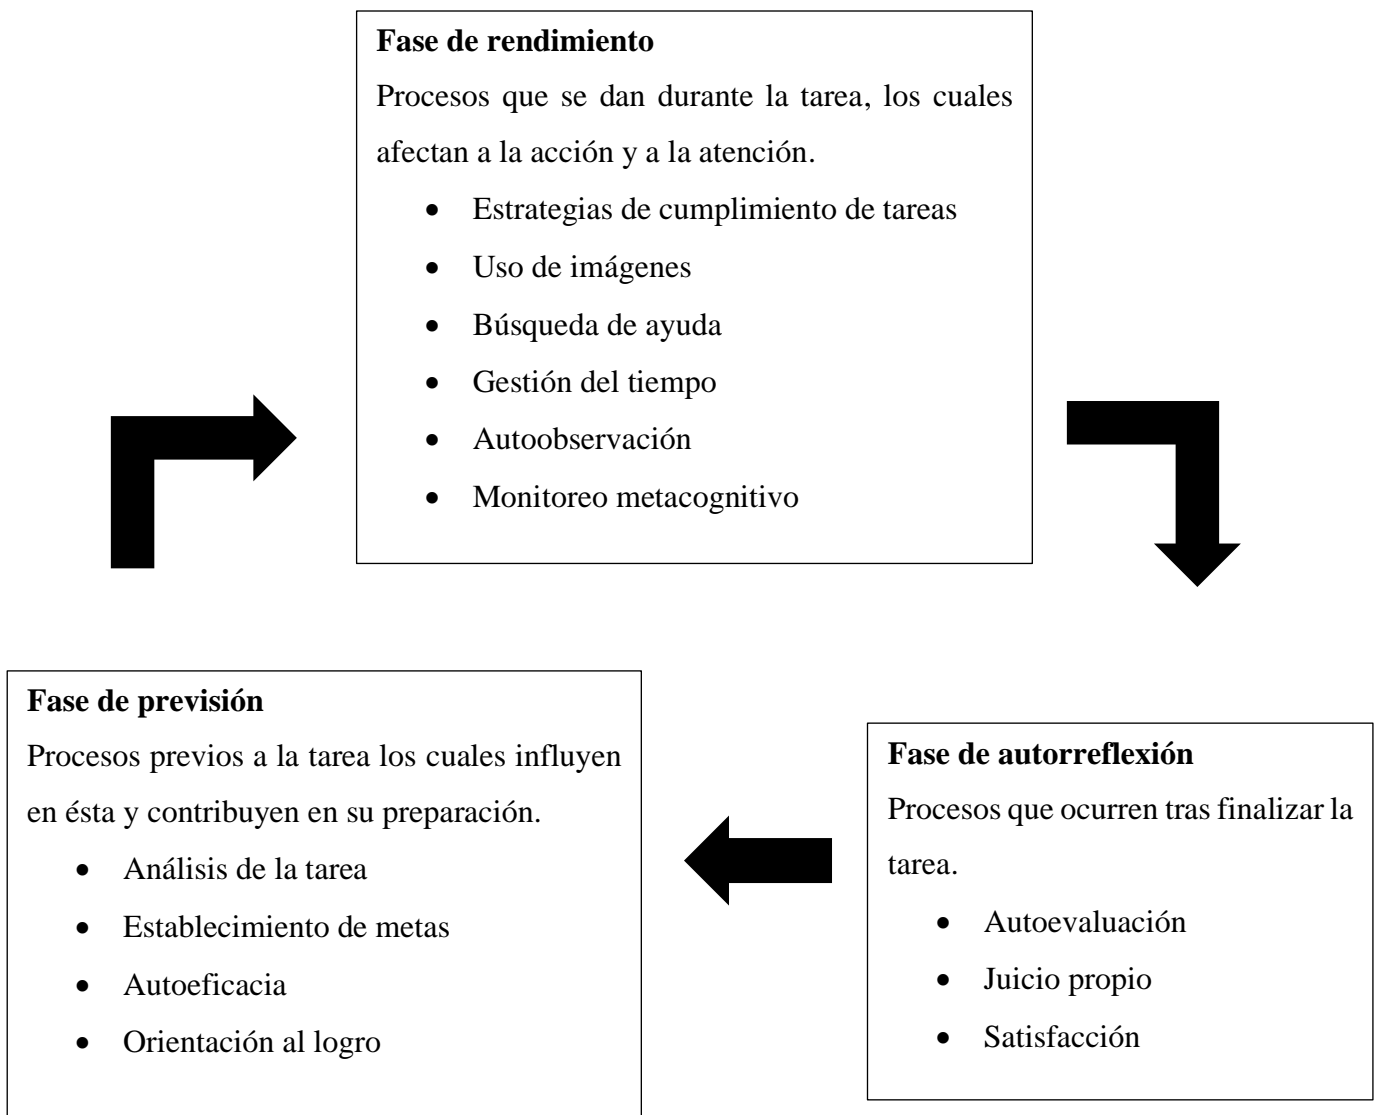 Fase de rendimiento
Procesos que se dan durante la tarea, los cuales
afectan a la acción y a la atención.
• Estrategias de cumplimiento de tareas
• Uso de imágenes
• Búsqueda de ayuda
• Gestión del tiempo
• Autoobservación
• Monitoreo metacognitivo
Fase de previsión
Procesos previos a la tarea los cuales influyen
en ésta y contribuyen en su preparación.
• Análisis de la tarea
• Establecimiento de metas
• Autoeficacia
• Orientación al logro
Fase de autorreflexión
Procesos que ocurren tras finalizar la
tarea.
• Autoevaluación
• Juicio propio
• Satisfacción